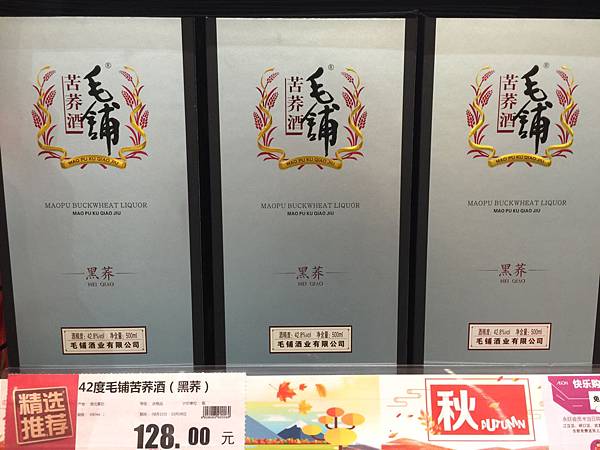 苦荞酒
毛铺
®
MAO PU KU QIAO JIU
MAOPU BUCKWHEAT LIQUOR
MAO PU KU QIAO JIU
黑荞
HEI QIAO
酒精度：42.8%vol 净含量：500ml
毛铺酒业有限公司
苦荞酒
毛铺
®
MAO PU KU QIAO JIU
MAOPU BUCKWHEAT LIQUOR
MAO PU KU QIAO JIU
黑荞
HEI QIAO
酒精度：42.8%vol 净含量：500ml
毛铺酒业有限公司
苦荞酒
毛铺
®
MAO PU KU QIAO JIU
MAOPU BUCKWHEAT LIQUOR
MAO PU KU QIAO JIU
黑荞
HEI QIAO
酒精度：42.8%vol 净含量：500ml
毛铺酒业有限公司
精选
推荐
42度毛铺苦荞酒（黑荞）
128.00 元
秋 AUTUMN
AEON 快乐购